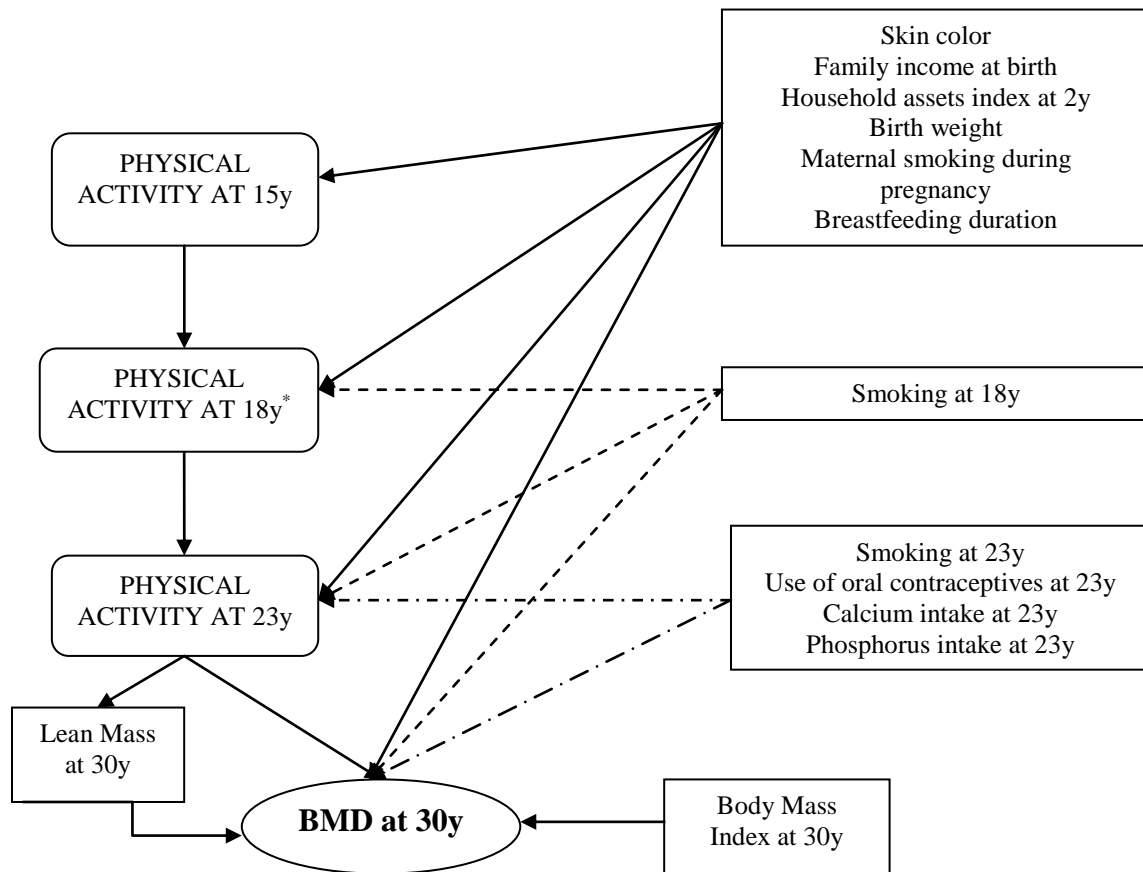 Skin color
Family income at birth
Household assets index at 2y
Birth weight
Maternal smoking during
pregnancy
Breastfeeding duration
PHYSICAL
ACTIVITY AT 15y
PHYSICAL
ACTIVITY AT 18y*
Smoking at 18y
PHYSICAL
ACTIVITY AT 23y
Smoking at 23y
Use of oral contraceptives at 23y
Calcium intake at 23y
Phosphorus intake at 23y
Lean Mass
at 30y
BMD at 30y
Body Mass
Index at 30y